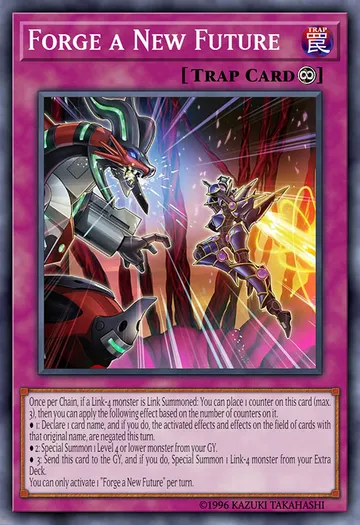 Forge a New Future
TRAP
罠
[Trap Card]
Once per Chain, if a Link-4 monster is Link Summoned: You can place 1 counter on this card (max.
3), then you can apply the following effect based on the number of counters on it.
● 1: Declare 1 card name, and if you do, the activated effects and effects on the field of cards with
that original name, are negated this turn.
● 2: Special Summon 1 Level 4 or lower monster from your GY.
● 3: Send this card to the GY, and if you do, Special Summon 1 Link-4 monster from your Extra
Deck.
You can only activate 1 "Forge a New Future" per turn.
©1996 KAZUKI TAKAHASHI